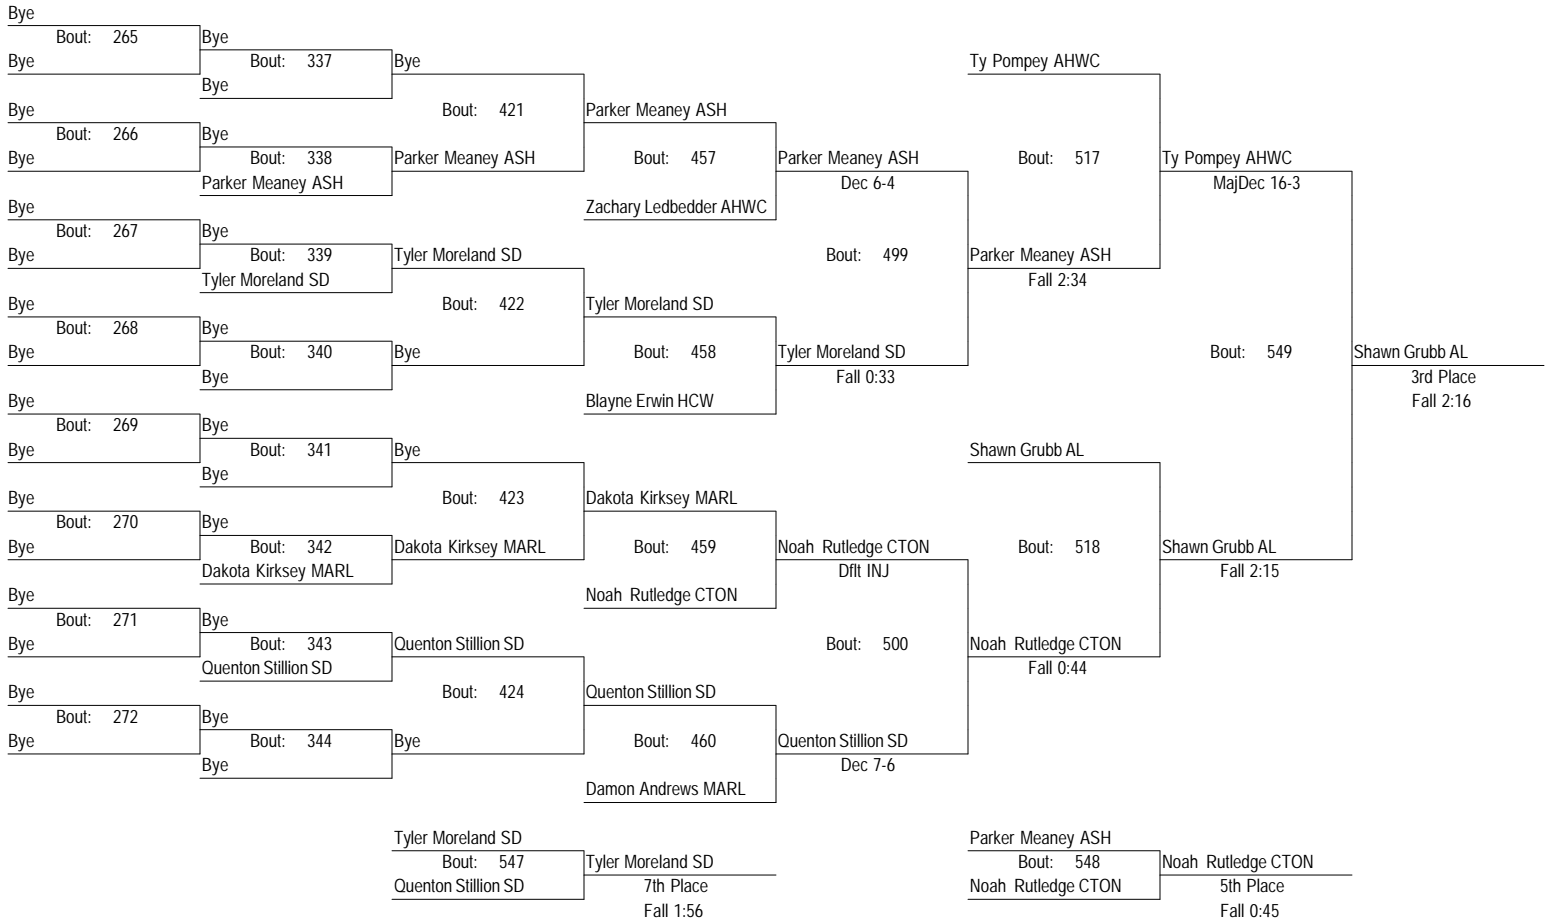 Bye
Bout: 265
Bye
Bye
Bout: 337
Bye
Bye
Bout: 266
Bye
Bye
Bout: 338
Parker Meaney ASH
Bye
Bout: 421
Parker Meaney ASH
Bye
Bout: 267
Bye
Bye
Bout: 339
Tyler Moreland SD
Bye
Bout: 268
Bye
Bye
Bout: 340
Bye
Tyler Moreland SD
Bout: 422
Bye
Parker Meaney ASH
Bout: 457
Zachary Ledbedder AHWC
Parker Meaney ASH
Dec 6-4
Bout: 499
Tyler Moreland SD
Bout: 458
Blayne Erwin HCW
Tyler Moreland SD
Fall 0:33
Ty Pompey AHWC
Bout: 517
Parker Meaney ASH
Fall 2:34
Ty Pompey AHWC
MajDec 16-3
Bout: 549
Shawn Grubb AL
3rd Place
Fall 2:16
Bye
Bout: 269
Bye
Bye
Bout: 341
Bye
Bye
Bout: 270
Bye
Bye
Bout: 342
Dakota Kirksey MARL
Bye
Bout: 423
Dakota Kirksey MARL
Bye
Bout: 271
Bye
Bye
Bout: 343
Quenton Stillion SD
Bye
Bout: 272
Bye
Bye
Bout: 344
Bye
Quenton Stillion SD
Bout: 424
Bye
Dakota Kirksey MARL
Bout: 459
Noah Rutledge CTON
Noah Rutledge CTON
Dflt INJ
Bout: 500
Quenton Stillion SD
Bout: 460
Damon Andrews MARL
Quenton Stillion SD
Dec 7-6
Shawn Grubb AL
Bout: 518
Noah Rutledge CTON
Fall 0:44
Shawn Grubb AL
Fall 2:15
Tyler Moreland SD
Bout: 547
Quenton Stillion SD
Tyler Moreland SD
7th Place
Fall 1:56
Parker Meaney ASH
Bout: 548
Noah Rutledge CTON
Noah Rutledge CTON
5th Place
Fall 0:45